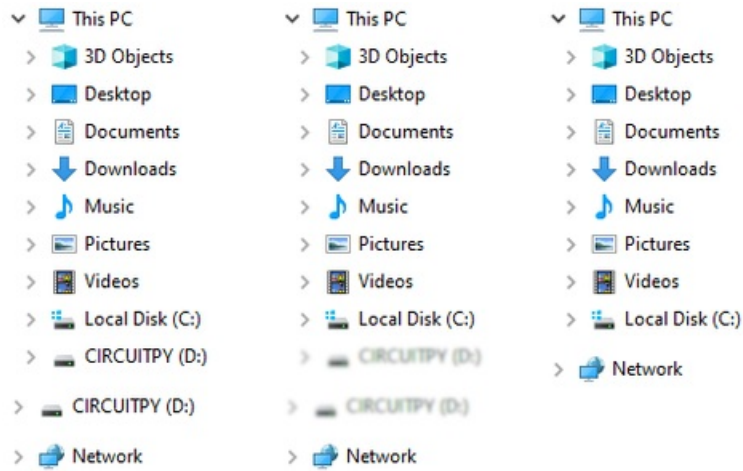 This PC
3D Objects
Desktop
Documents
Downloads
Music
Pictures
Videos
Local Disk (C:)
CIRCUITPY (D:)
CIRCUITPY (D:)
Network
This PC
3D Objects
Desktop
Documents
Downloads
Music
Pictures
Videos
Local Disk (C:)
CIRCUITPY (D:)
CIRCUITPY (D:)
Network
This PC
3D Objects
Desktop
Documents
Downloads
Music
Pictures
Videos
Local Disk (C:)
Network